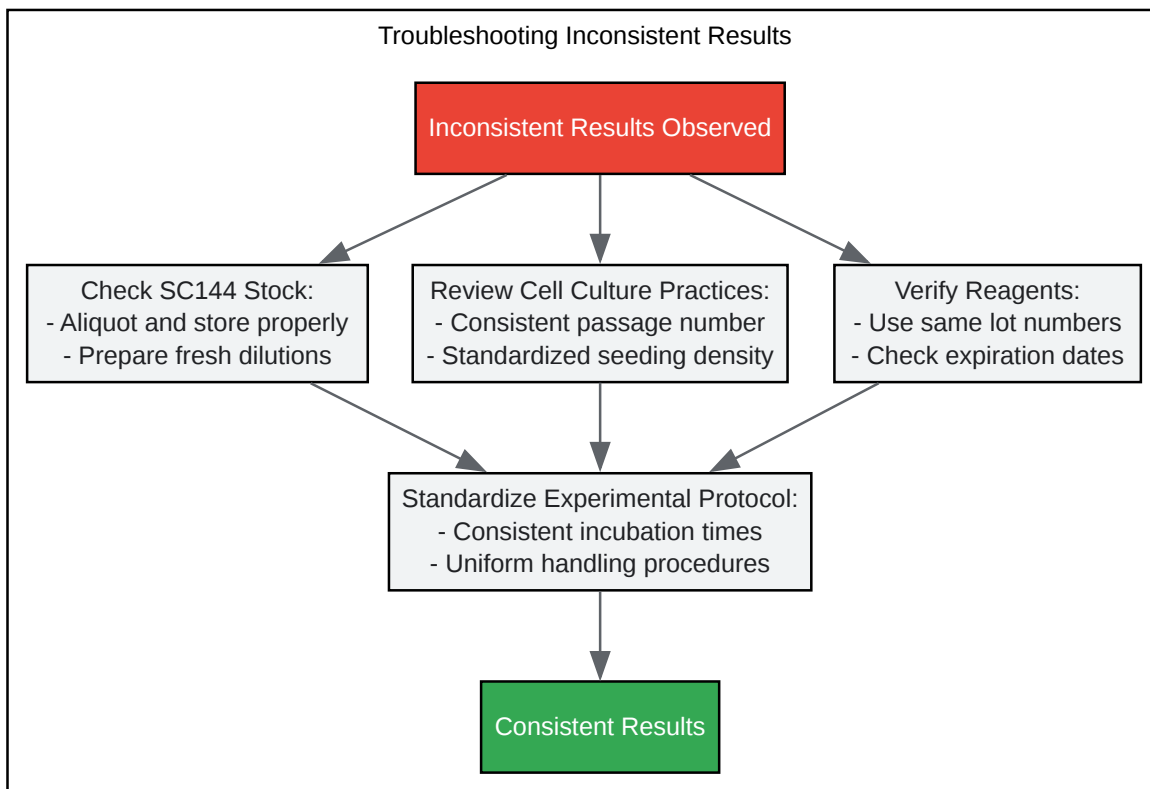 Troubleshooting Inconsistent Results
Inconsistent Results Observed
Check SC144 Stock:
- Aliquot and store properly
- Prepare fresh dilutions
Review Cell Culture Practices:
- Consistent passage number
- Standardized seeding density
Verify Reagents:
- Use same lot numbers
- Check expiration dates
Standardize Experimental Protocol:
- Consistent incubation times
- Uniform handling procedures
Consistent Results